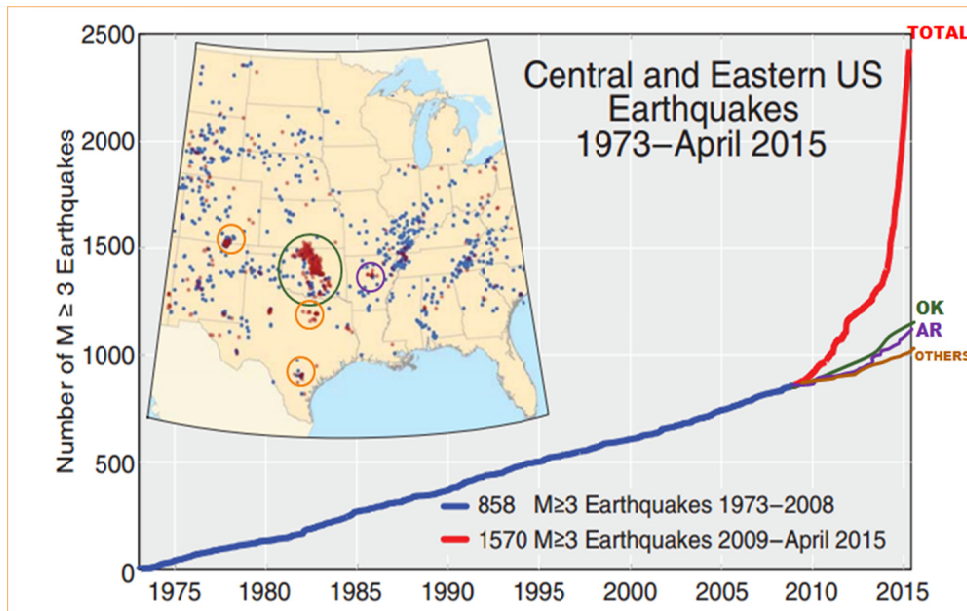 2500
TOTAL
Central and Eastern US
Earthquakes
1973–April 2015
2000
1500
1000
500
0
Number of M ≥ 3 Earthquakes
OK
AR
OTHERS
858 M≥3 Earthquakes 1973–2008
1570 M≥3 Earthquakes 2009–April 2015
1975 1980 1985 1990 1995 2000 2005 2010 2015